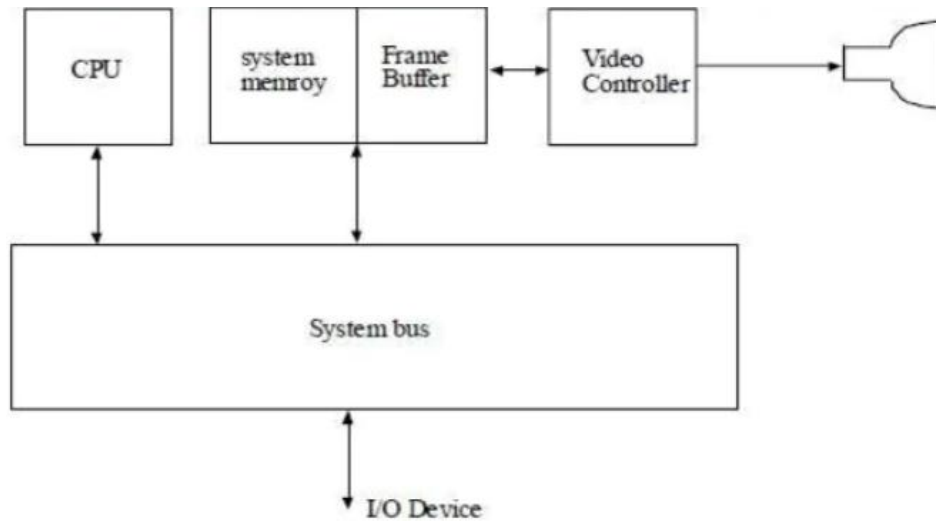 CPU
system
memroy
Frame
Buffer
Video
Controller
System bus
I/O Device